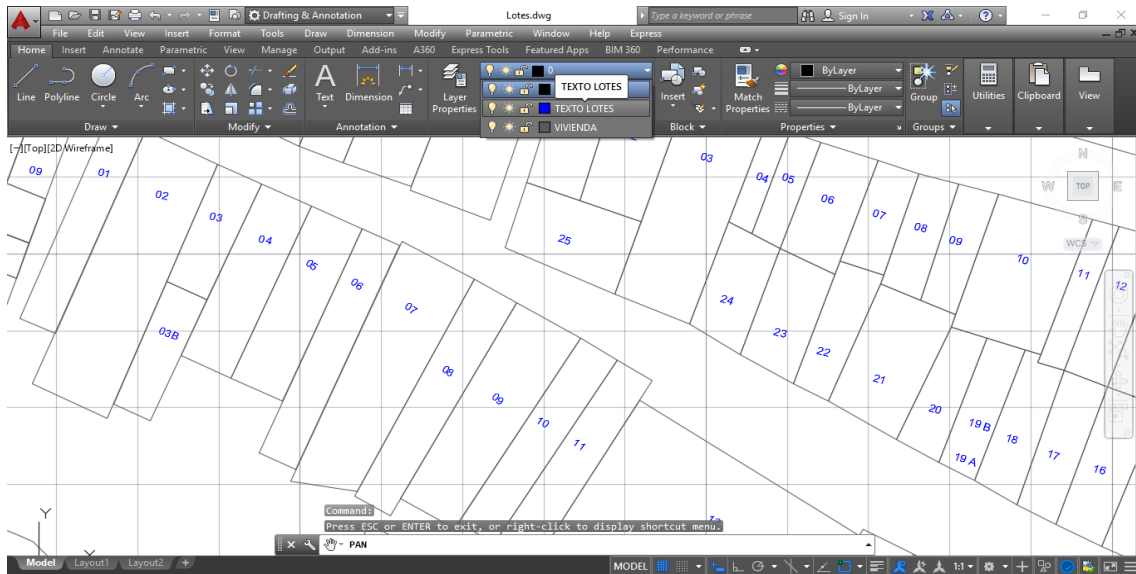 Drafting & Annotation
Lotes.dwg
Type a keyword or phrase
Sign In
File Edit View Insert Format Tools Draw Dimension Modify Parametric Window Help Express
Home Insert Annotate Parametric View Manage Output Add-ins A360 Express Tools Featured Apps BIM 360 Performance
Line Polyline Circle Arc
Text Dimension
Layer Properties
0
TEXTO LOTES
TEXTO LOTES
VIVIENDA
Insert
Match Properties
ByLayer
ByLayer
ByLayer
Group
Utilities
Clipboard
View
Draw Modify Annotation Block Properties Groups
[−][Top][2D Wireframe]
N
W TOP E
S
WCS
09 01 02 03 04 05 06 07 08 09 10 11
03B
25
03 04 05 06 07 08 09 10 11 12
24 23 22 21 20 19 B 19 A 18 17 16
Y
Command:
Press ESC or ENTER to exit, or right-click to display shortcut menu.
PAN
Model Layout1 Layout2 +
MODEL
1:1